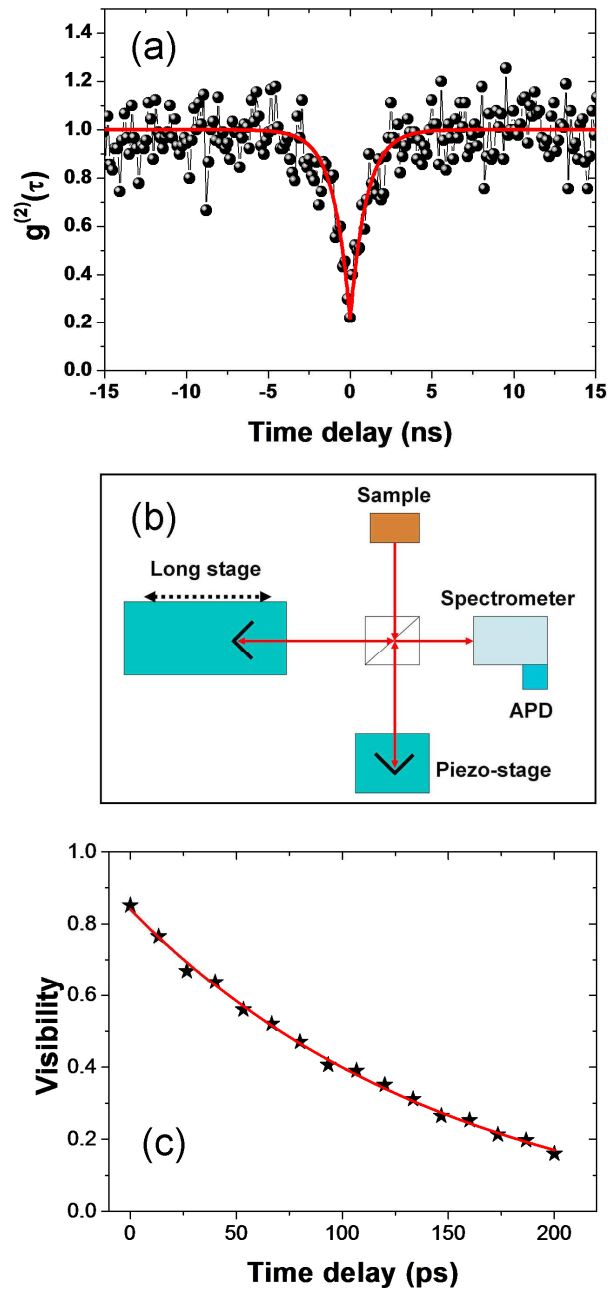 (a)
1.4
1.2
1.0
0.8
0.6
0.4
0.2
0.0
g(2)(τ)
-15 -10 -5 0 5 10 15
Time delay (ns)
(b)
Sample
Long stage
Spectrometer
APD
Piezo-stage
1.0
0.8
0.6
0.4
0.2
0.0
Visibility
(c)
0 50 100 150 200
Time delay (ps)